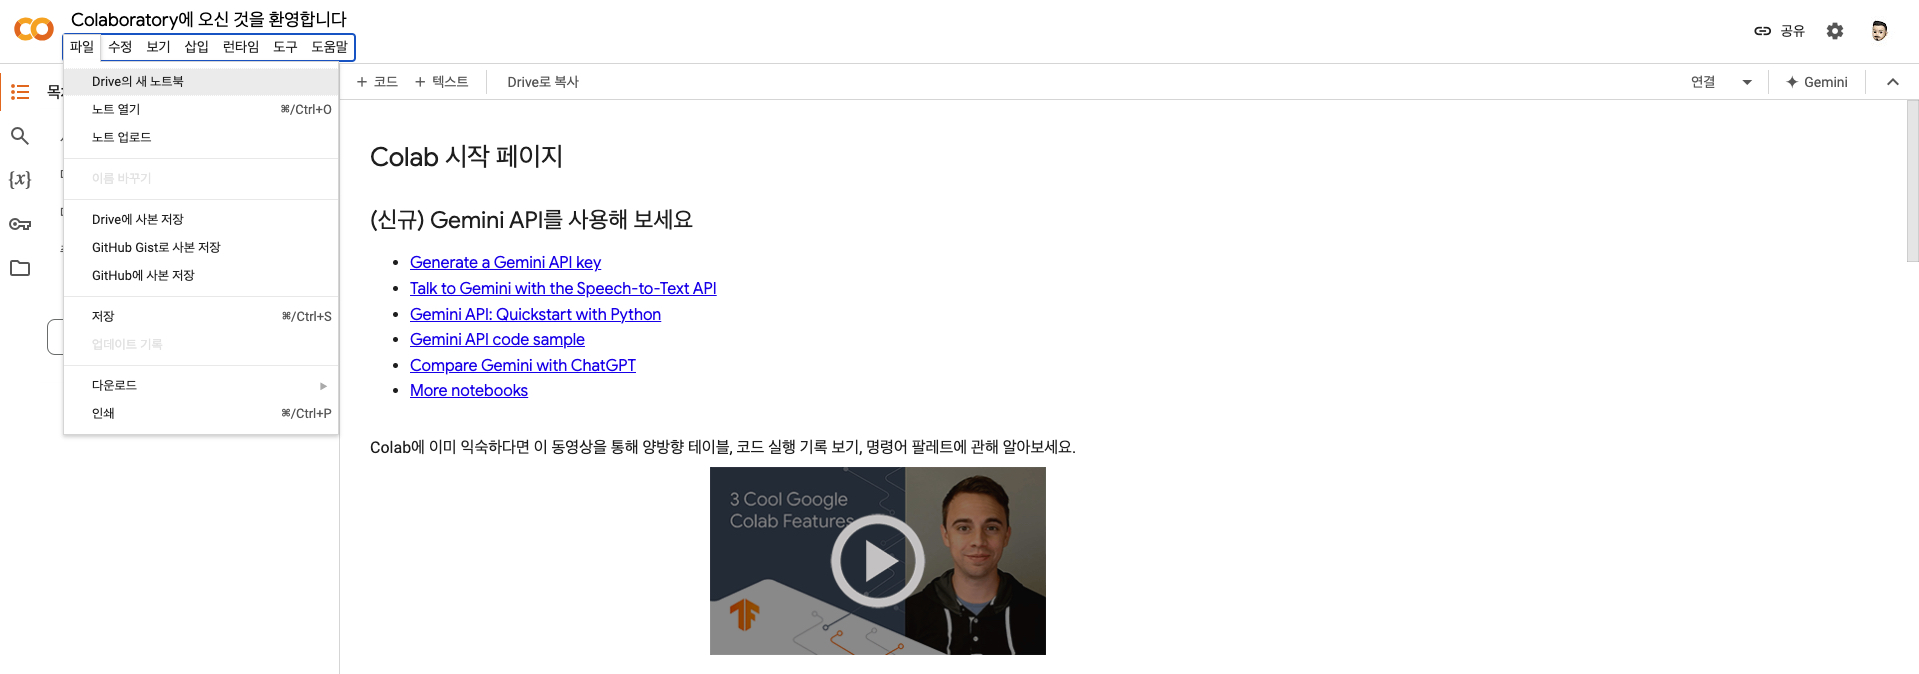 Colaboratory에 오신 것을 환영합니다
파일 수정 보기 삽입 런타임 도구 도움말
공유
Drive의 새 노트북
노트 열기 ⌘/Ctrl+O
노트 업로드
이름 바꾸기
Drive에 사본 저장
GitHub Gist로 사본 저장
GitHub에 사본 저장
저장 ⌘/Ctrl+S
업데이트 기록
다운로드
인쇄 ⌘/Ctrl+P
+ 코드 + 텍스트 Drive로 복사
연결 Gemini
{x}
Colab 시작 페이지
(신규) Gemini API를 사용해 보세요
• Generate a Gemini API key
• Talk to Gemini with the Speech-to-Text API
• Gemini API: Quickstart with Python
• Gemini API code sample
• Compare Gemini with ChatGPT
• More notebooks
Colab에 이미 익숙하다면 이 동영상을 통해 양방향 테이블, 코드 실행 기록 보기, 명령어 팔레트에 관해 알아보세요.
3 Cool Google
Colab Features